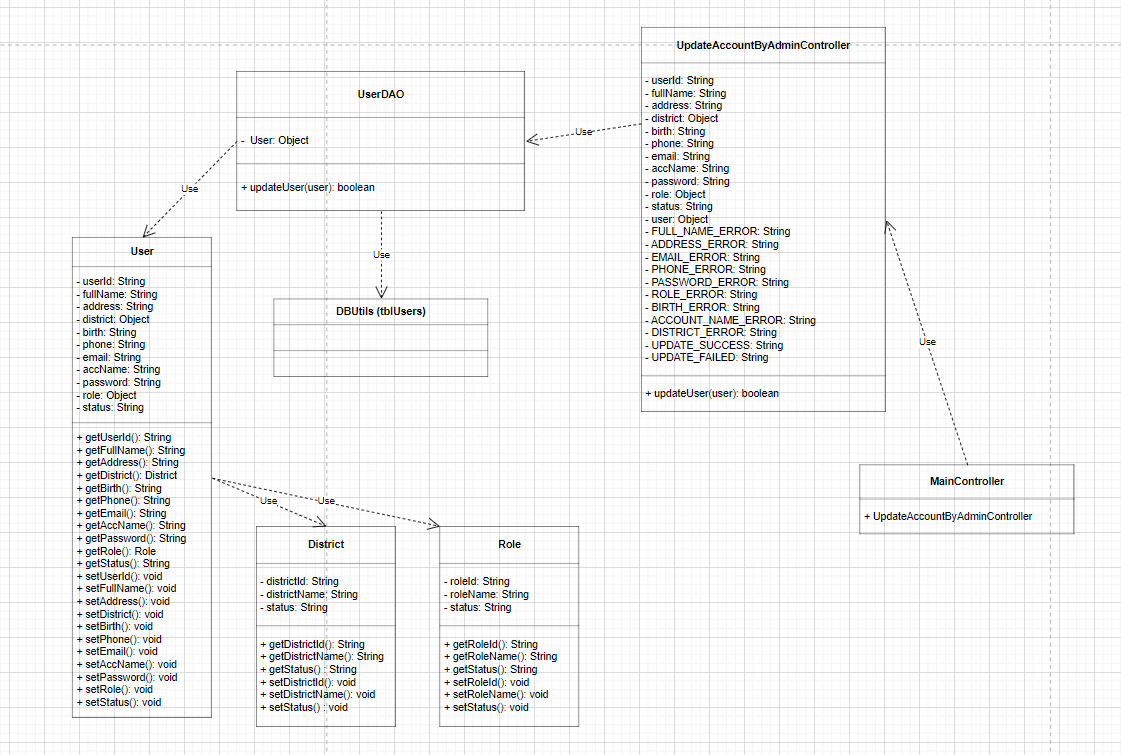 UpdateAccountByAdminController
- userId: String
- fullName: String
- address: String
- district: Object
- birth: String
- phone: String
- email: String
- accName: String
- password: String
- role: Object
- status: String
- user: Object
- FULL_NAME_ERROR: String
- ADDRESS_ERROR: String
- EMAIL_ERROR: String
- PHONE_ERROR: String
- PASSWORD_ERROR: String
- ROLE_ERROR: String
- BIRTH_ERROR: String
- ACCOUNT_NAME_ERROR: String
- DISTRICT_ERROR: String
- UPDATE_SUCCESS: String
- UPDATE_FAILED: String
+ updateUser(user): boolean
UserDAO
- User: Object
+ updateUser(user): boolean
Use
Use
Use
Use
DBUtils (tblUsers)
User
- userId: String
- fullName: String
- address: String
- district: Object
- birth: String
- phone: String
- email: String
- accName: String
- password: String
- role: Object
- status: String
+ getUserId(): String
+ getFullName(): String
+ getAddress(): String
+ getDistrict(): District
+ getBirth(): String
+ getPhone(): String
+ getEmail(): String
+ getAccName(): String
+ getPassword(): String
+ getRole(): Role
+ getStatus(): String
+ setUserId(): void
+ setFullName(): void
+ setAddress(): void
+ setDistrict(): void
+ setBirth(): void
+ setPhone(): void
+ setEmail(): void
+ setAccName(): void
+ setPassword(): void
+ setRole(): void
+ setStatus(): void
Use
Use
District
- districtId: String
- districtName: String
- status: String
+ getDistrictId(): String
+ getDistrictName(): String
+ getStatus() : String
+ setDistrictId(): void
+ setDistrictName(): void
+ setStatus() : void
Role
- roleId: String
- roleName: String
- status: String
+ getRoleId(): String
+ getRoleName(): String
+ getStatus(): String
+ setRoleId(): void
+ setRoleName(): void
+ setStatus(): void
MainController
+ UpdateAccountByAdminController